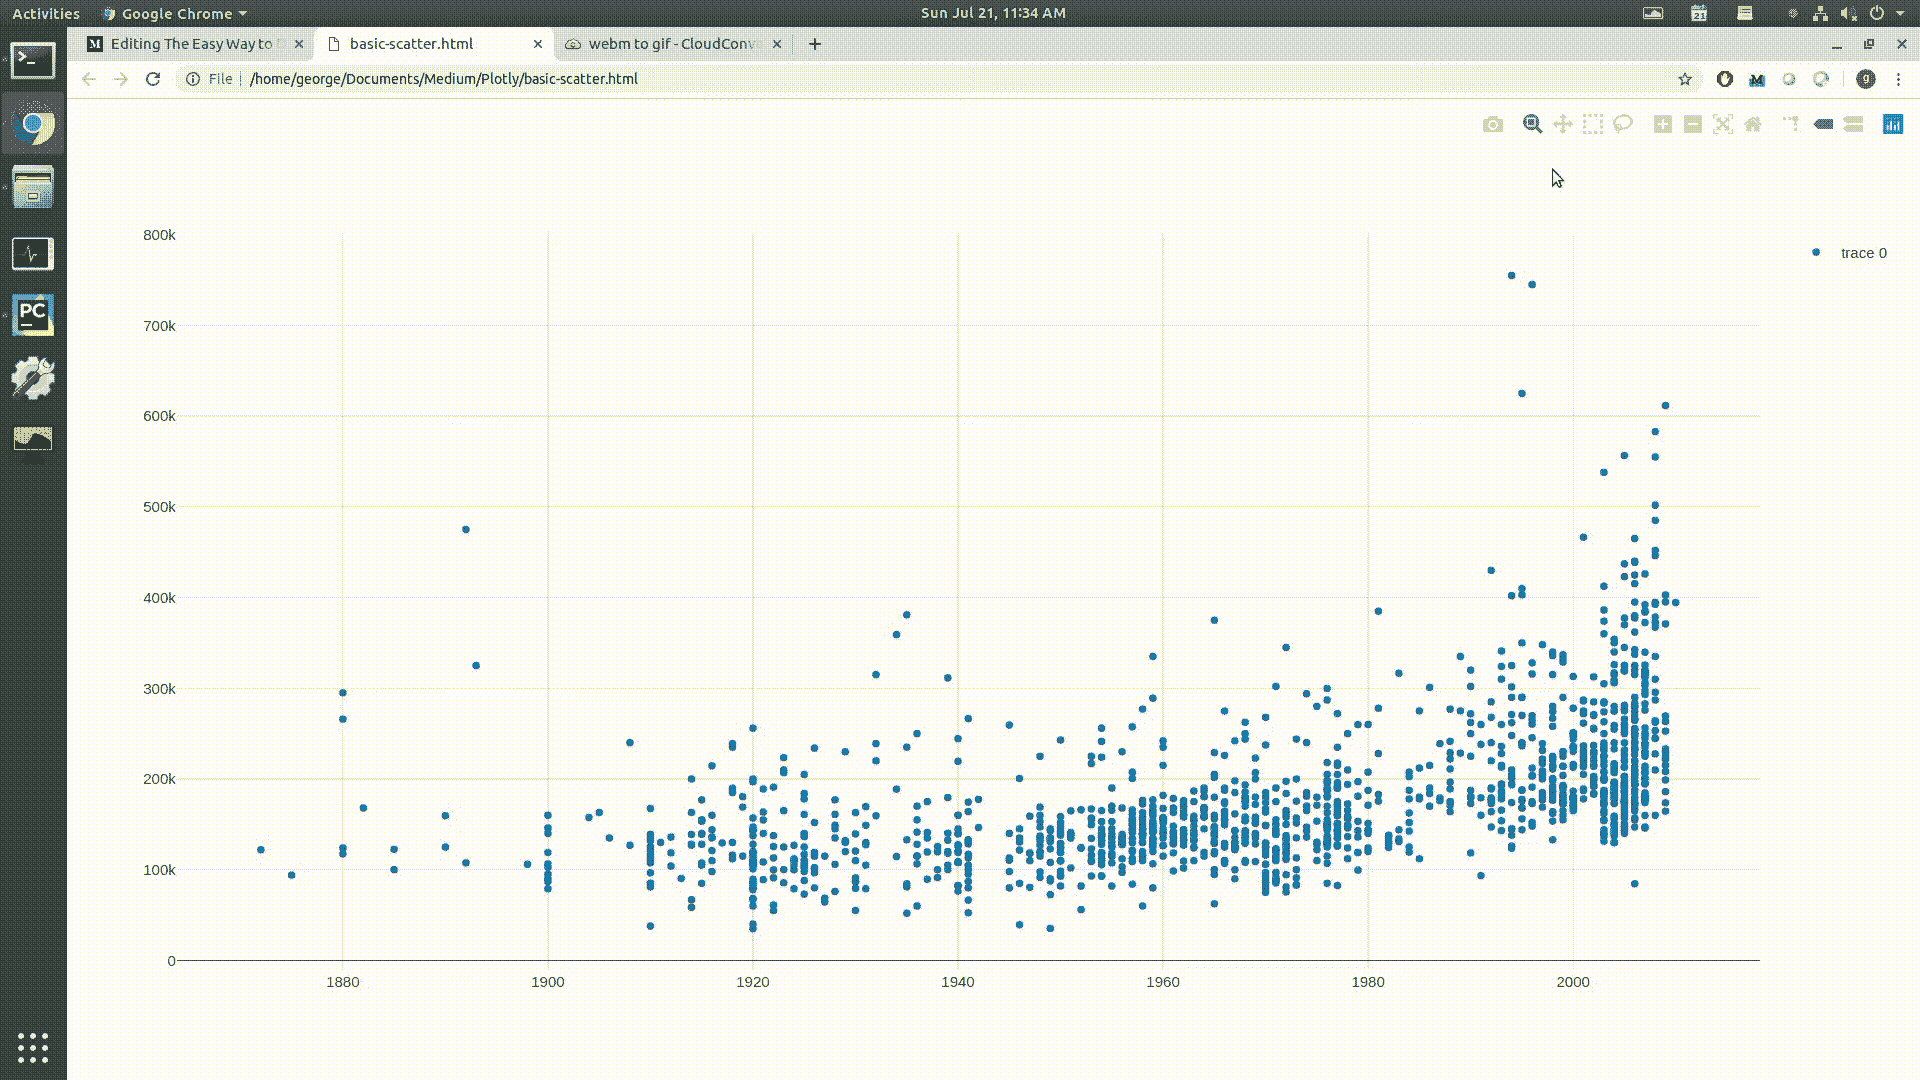 Activities Google Chrome Sun Jul 21, 11:34 AM 21
M Editing The Easy Way to basic-scatter.html webm to gif - CloudConv
File /home/george/Documents/Medium/Plotly/basic-scatter.html M g
800k
trace 0
700k
PC
600k
500k
400k
300k
200k
100k
0
1880 1900 1920 1940 1960 1980 2000